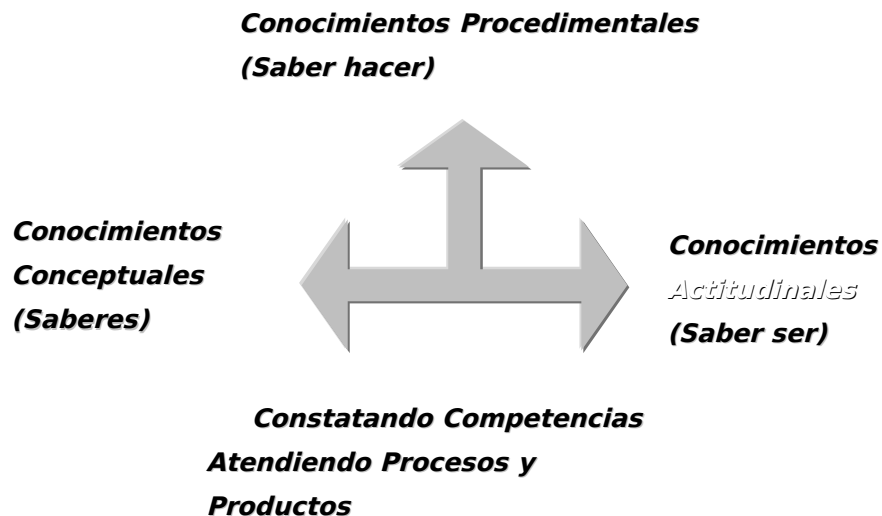 Conocimientos Procedimentales
(Saber hacer)
Conocimientos
Conceptuales
(Saberes)
Conocimientos
Actitudinales
(Saber ser)
Constatando Competencias
Atendiendo Procesos y
Productos